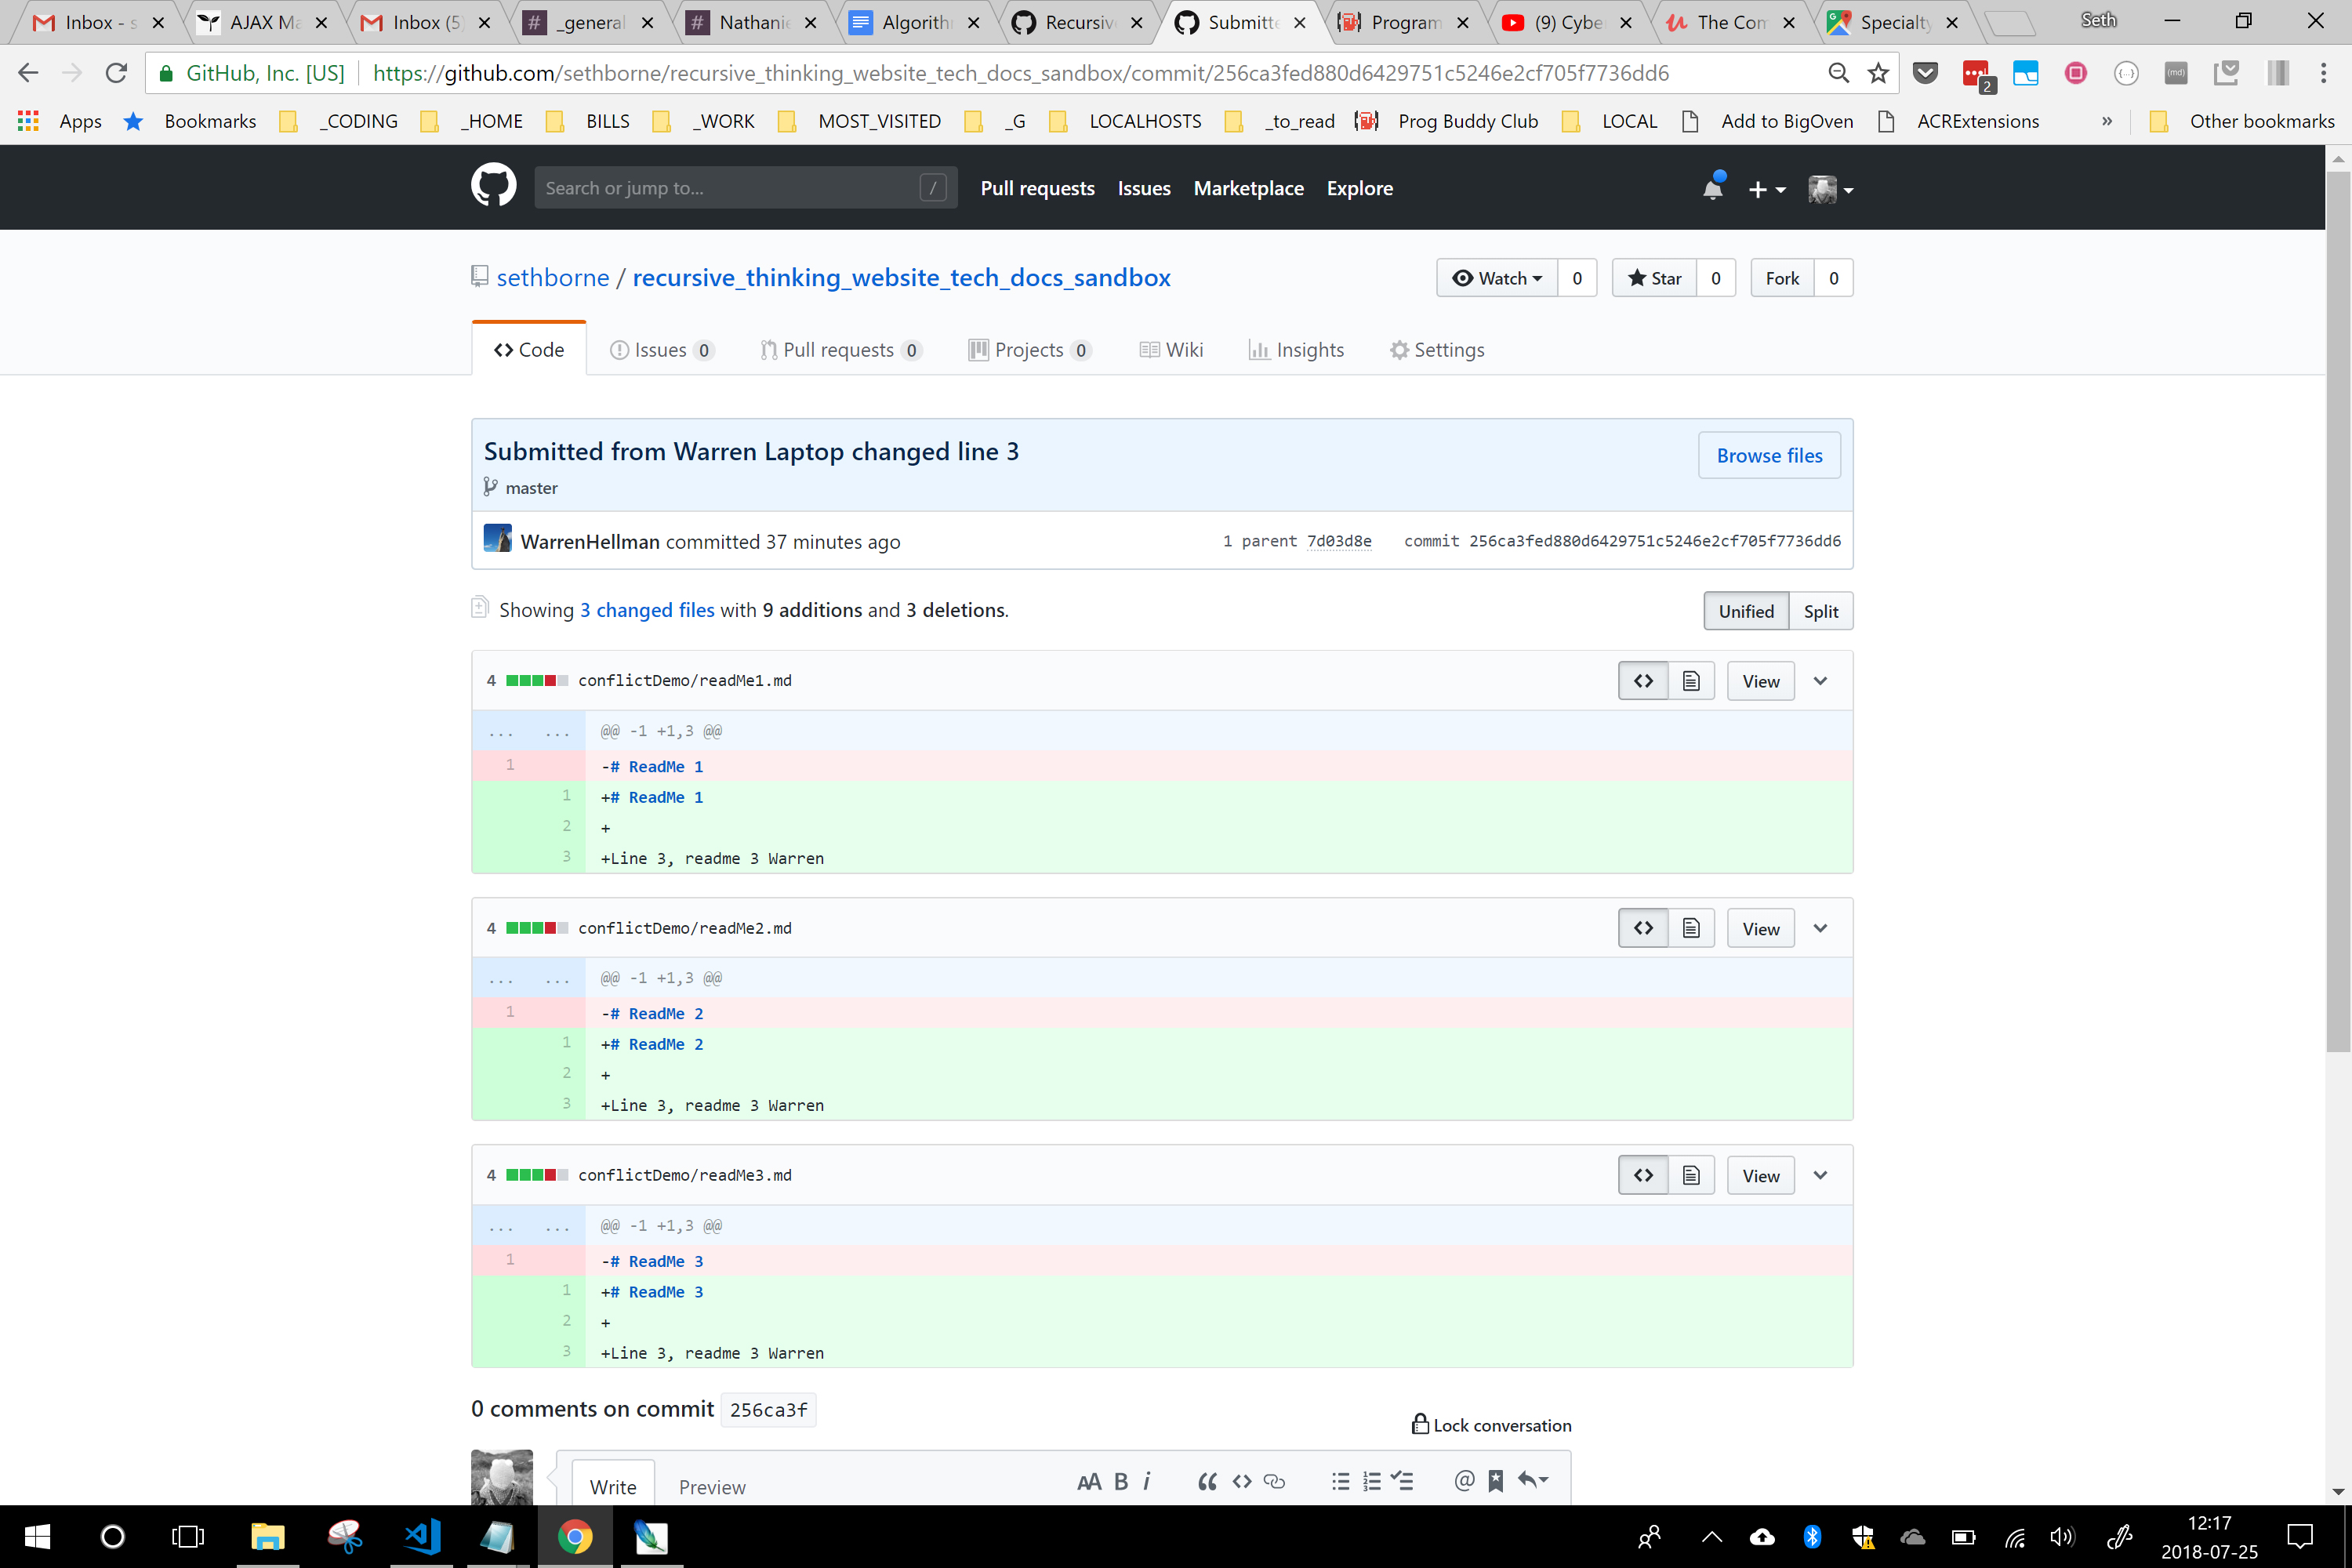 Inbox - s
AJAX Ma
Inbox (5)
_general
Nathanie
Algorith
Recursiv
Submitte
Program
(9) Cybe
The Com
Specialty
Seth
GitHub, Inc. [US]
https://github.com/sethborne/recursive_thinking_website_tech_docs_sandbox/commit/256ca3fed880d6429751c5246e2cf705f7736dd6
2
Apps Bookmarks _CODING _HOME BILLS _WORK MOST_VISITED _G LOCALHOSTS _to_read Prog Buddy Club LOCAL Add to BigOven ACRExtensions » Other bookmarks
Search or jump to... / Pull requests Issues Marketplace Explore
sethborne / recursive_thinking_website_tech_docs_sandbox
Watch 0 Star 0 Fork 0
Code Issues 0 Pull requests 0 Projects 0 Wiki Insights Settings
Submitted from Warren Laptop changed line 3
Browse files
master
WarrenHellman committed 37 minutes ago
1 parent 7d03d8e commit 256ca3fed880d6429751c5246e2cf705f7736dd6
Showing 3 changed files with 9 additions and 3 deletions.
Unified Split
4 conflictDemo/readMe1.md View
... ... @@ -1 +1,3 @@
1 -# ReadMe 1
1 +# ReadMe 1
2 +
3 +Line 3, readme 3 Warren
4 conflictDemo/readMe2.md View
... ... @@ -1 +1,3 @@
1 -# ReadMe 2
1 +# ReadMe 2
2 +
3 +Line 3, readme 3 Warren
4 conflictDemo/readMe3.md View
... ... @@ -1 +1,3 @@
1 -# ReadMe 3
1 +# ReadMe 3
2 +
3 +Line 3, readme 3 Warren
0 comments on commit 256ca3f
Lock conversation
Write Preview AA B i
12:17
2018-07-25